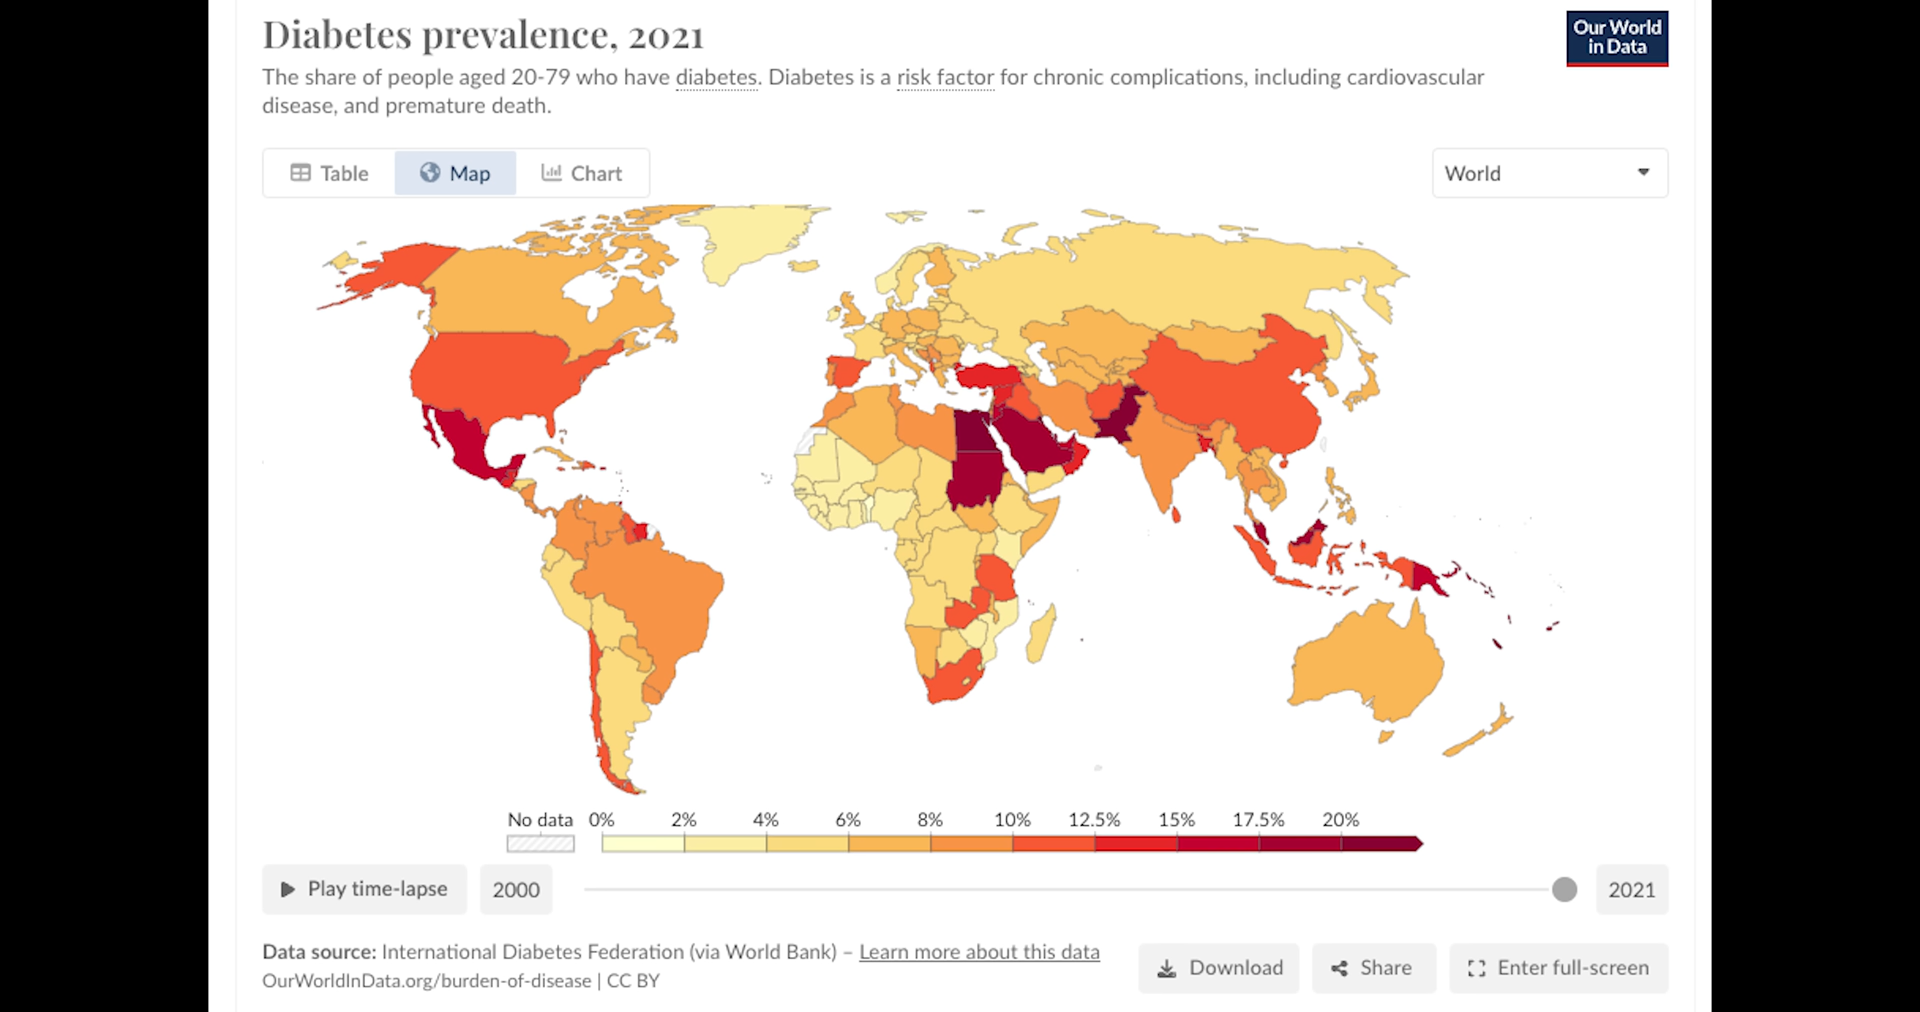 Diabetes prevalence, 2021
Our World
in Data
The share of people aged 20-79 who have diabetes. Diabetes is a risk factor for chronic complications, including cardiovascular
disease, and premature death.
Table Map Chart
World
No data 0% 2% 4% 6% 8% 10% 12.5% 15% 17.5% 20%
Play time-lapse 2000 2021
Data source: International Diabetes Federation (via World Bank) – Learn more about this data
OurWorldInData.org/burden-of-disease | CC BY
Download Share Enter full-screen